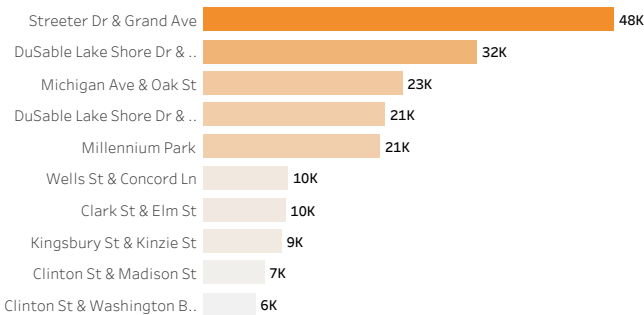 Streeter Dr & Grand Ave 48K
DuSable Lake Shore Dr & .. 32K
Michigan Ave & Oak St 23K
DuSable Lake Shore Dr & .. 21K
Millennium Park 21K
Wells St & Concord Ln 10K
Clark St & Elm St 10K
Kingsbury St & Kinzie St 9K
Clinton St & Madison St 7K
Clinton St & Washington B.. 6K